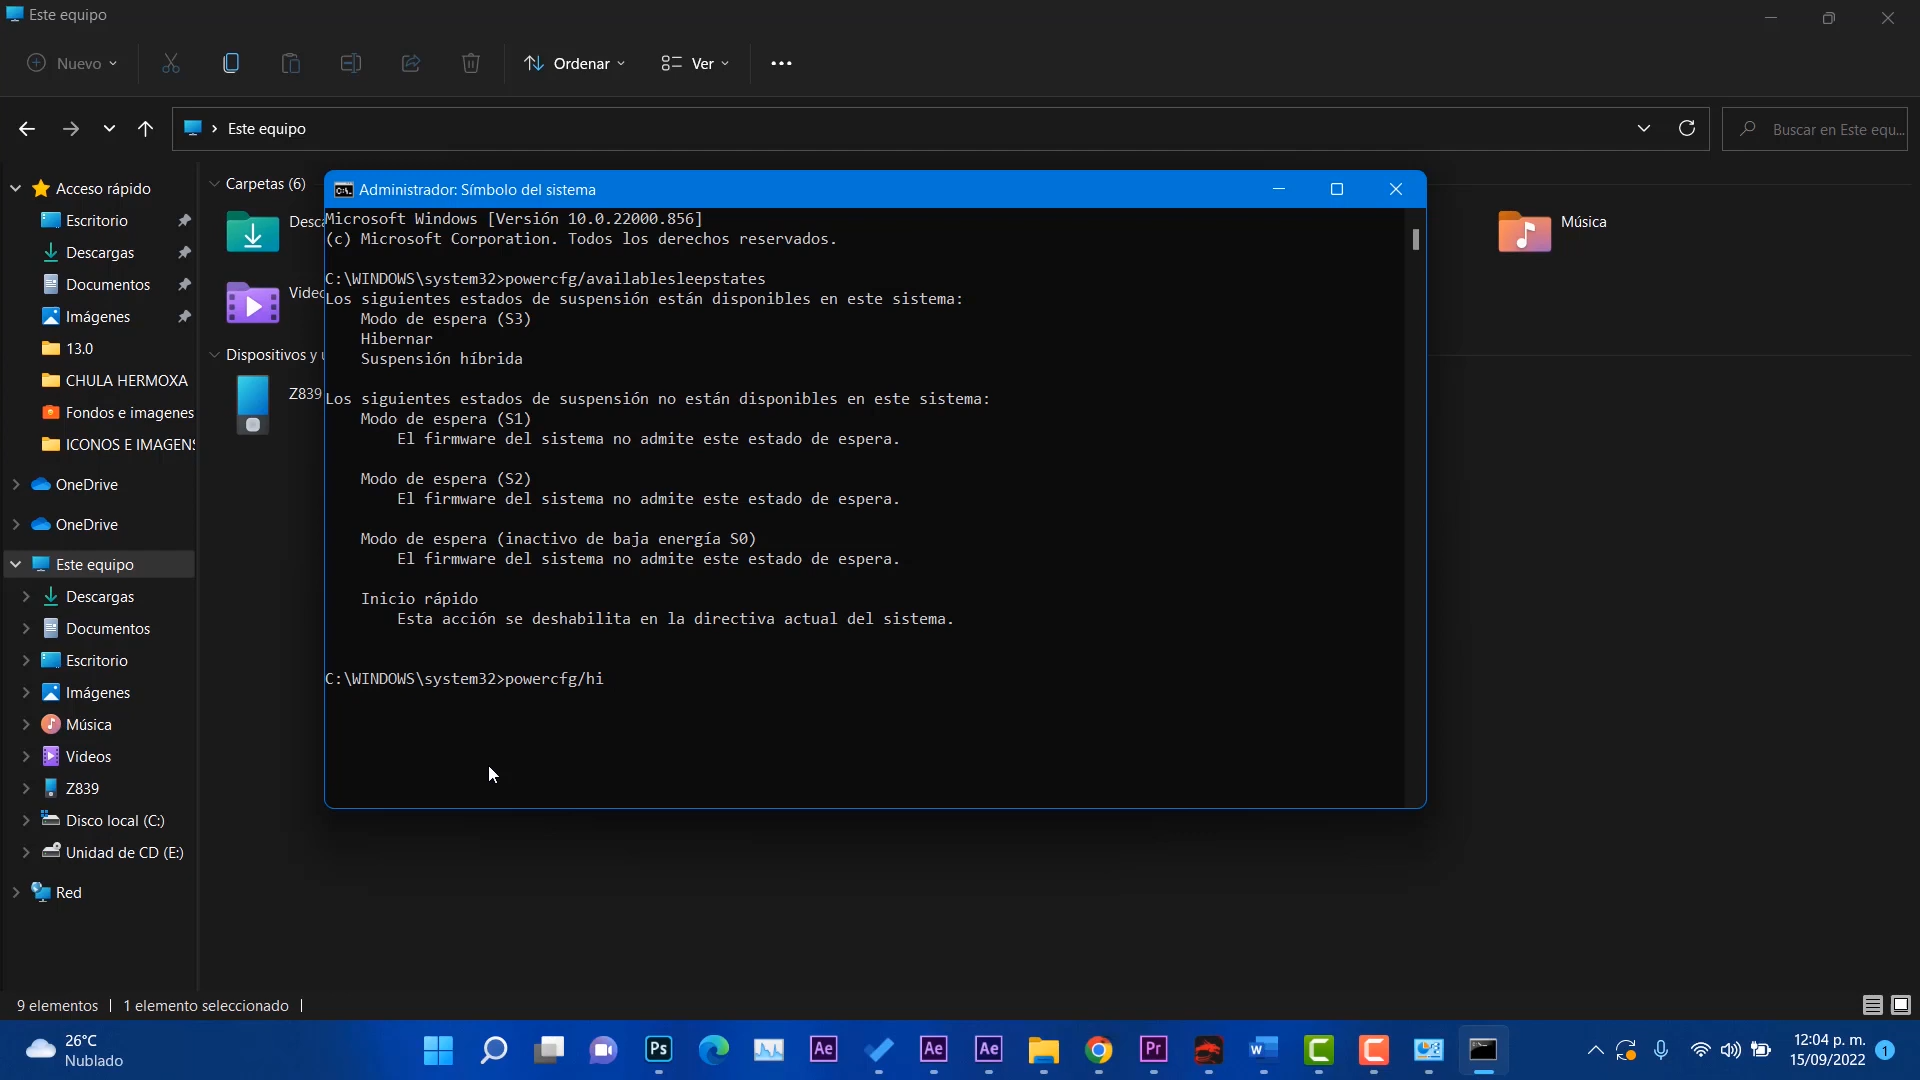 Este equipo
Nuevo
Ordenar
Ver
Este equipo
Buscar en Este equ...
Acceso rápido
Escritorio
Descargas
Documentos
Imágenes
13.0
CHULA HERMOXA
Fondos e imagenes
ICONOS E IMAGEN
OneDrive
OneDrive
Este equipo
Descargas
Documentos
Escritorio
Imágenes
Música
Videos
Z839
Disco local (C:)
Unidad de CD (E:)
Red
Carpetas (6)
Desca
Video
Música
Dispositivos y u
Z839
Administrador: Símbolo del sistema
Microsoft Windows [Versión 10.0.22000.856]
(c) Microsoft Corporation. Todos los derechos reservados.
C:\WINDOWS\system32>powercfg/availablesleepstates
Los siguientes estados de suspensión están disponibles en este sistema:
Modo de espera (S3)
Hibernar
Suspensión híbrida
Los siguientes estados de suspensión no están disponibles en este sistema:
Modo de espera (S1)
El firmware del sistema no admite este estado de espera.
Modo de espera (S2)
El firmware del sistema no admite este estado de espera.
Modo de espera (inactivo de baja energía S0)
El firmware del sistema no admite este estado de espera.
Inicio rápido
Esta acción se deshabilita en la directiva actual del sistema.
C:\WINDOWS\system32>powercfg/hi
9 elementos
1 elemento seleccionado
26°C
Nublado
Ps
Ae
Ae
Ae
Pr
W
C
C
12:04 p. m.
15/09/2022
1